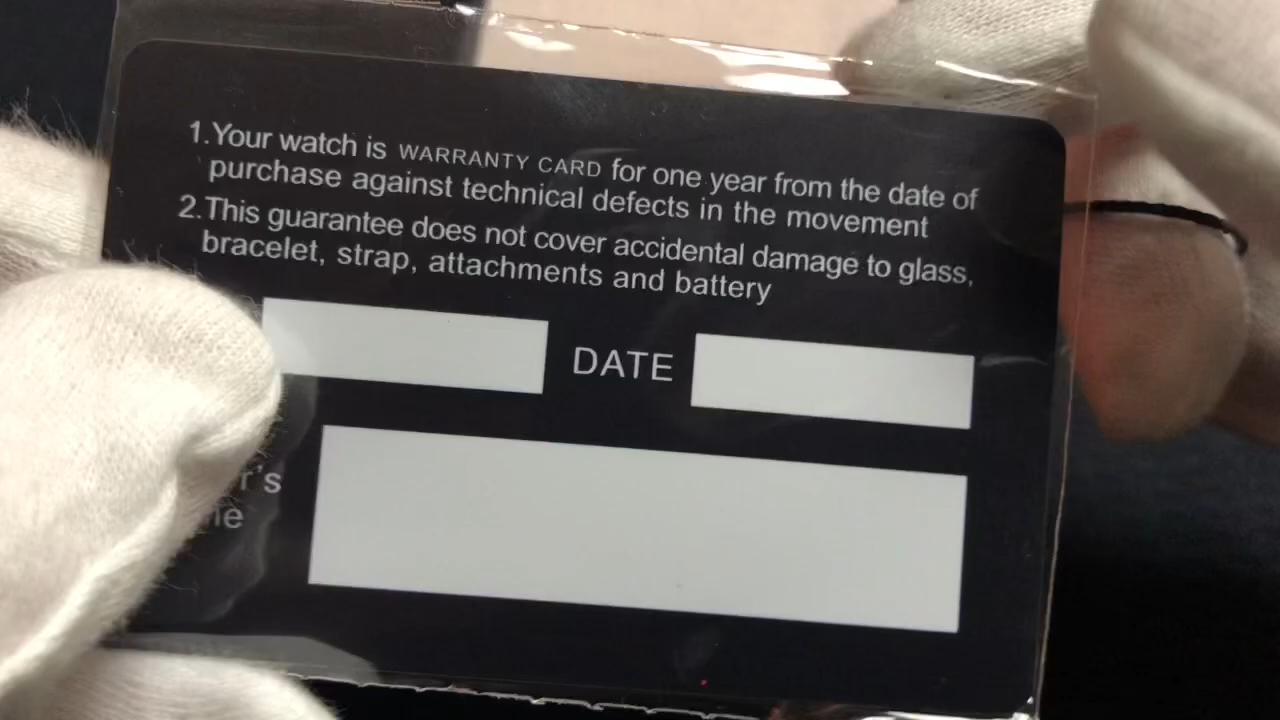 1.Your watch is WARRANTY CARD for one year from the date of
purchase against technical defects in the movement
2.This guarantee does not cover accidental damage to glass,
bracelet, strap, attachments and battery
DATE